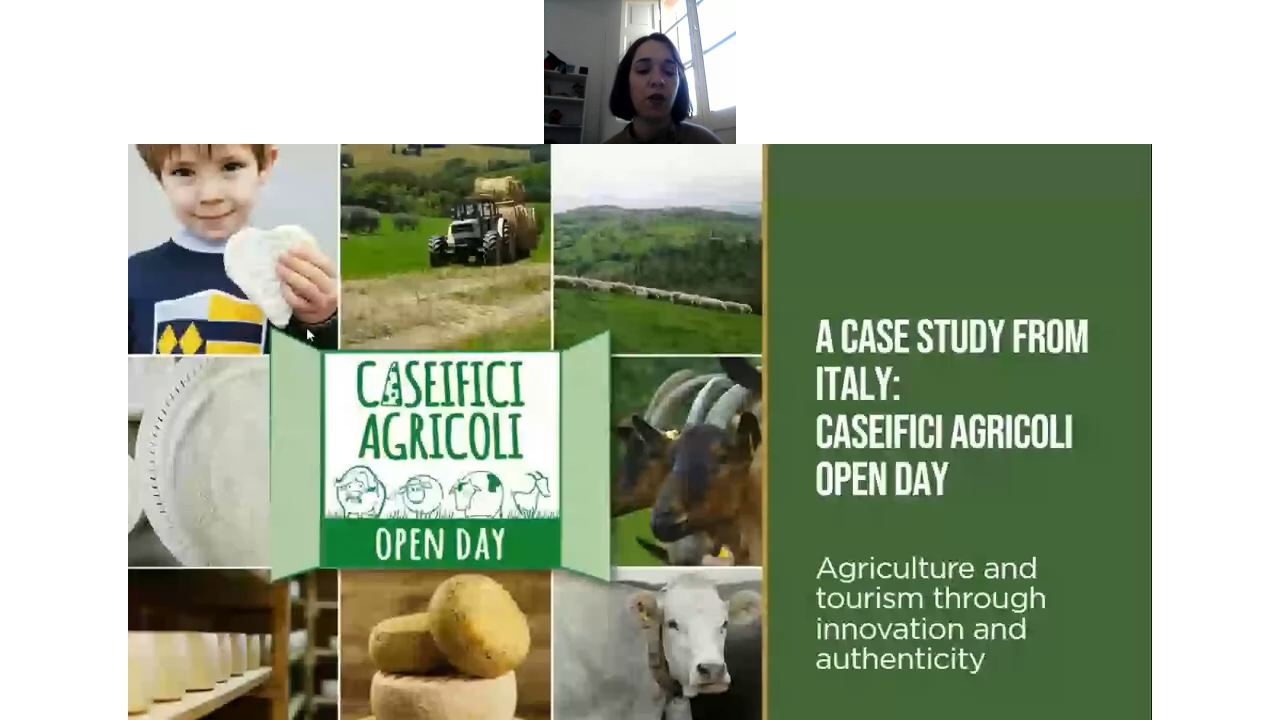 CASEIFICI
AGRICOLI
OPEN DAY
A CASE STUDY FROM
ITALY:
CASEIFICI AGRICOLI
OPEN DAY
Agriculture and
tourism through
innovation and
authenticity